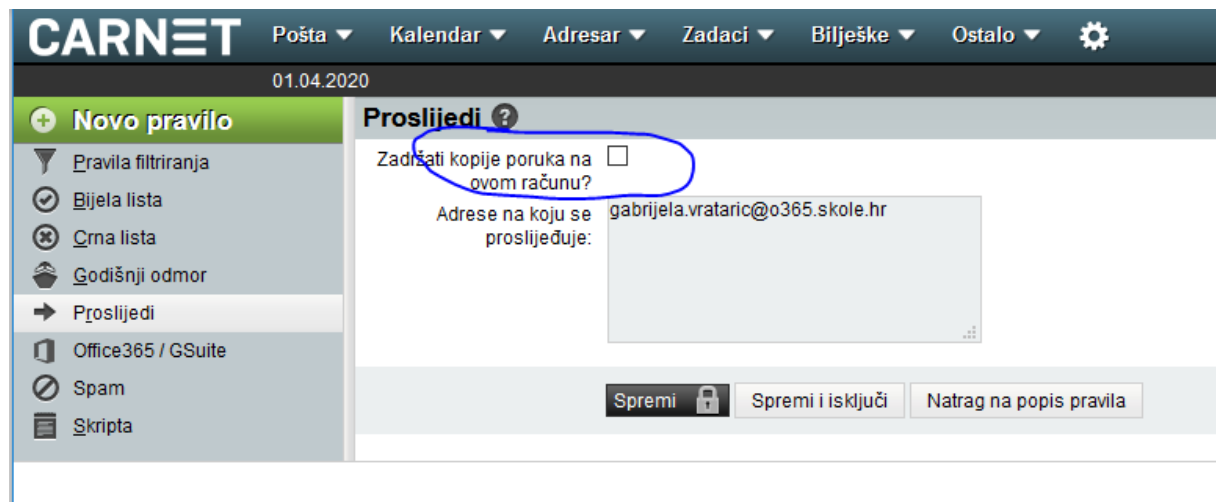 CARNET Pošta Kalendar Adresar Zadaci Bilješke Ostalo
01.04.2020
Novo pravilo
Pravila filtriranja
Bijela lista
Crna lista
Godišnji odmor
Proslijedi
Office365 / GSuite
Spam
Skripta
Proslijedi ?
Zadržati kopije poruka na
ovom računu?
Adrese na koju se
proslijeđuje:
gabrijela.vrataric@o365.skole.hr
Spremi Spremi i isključi Natrag na popis pravila